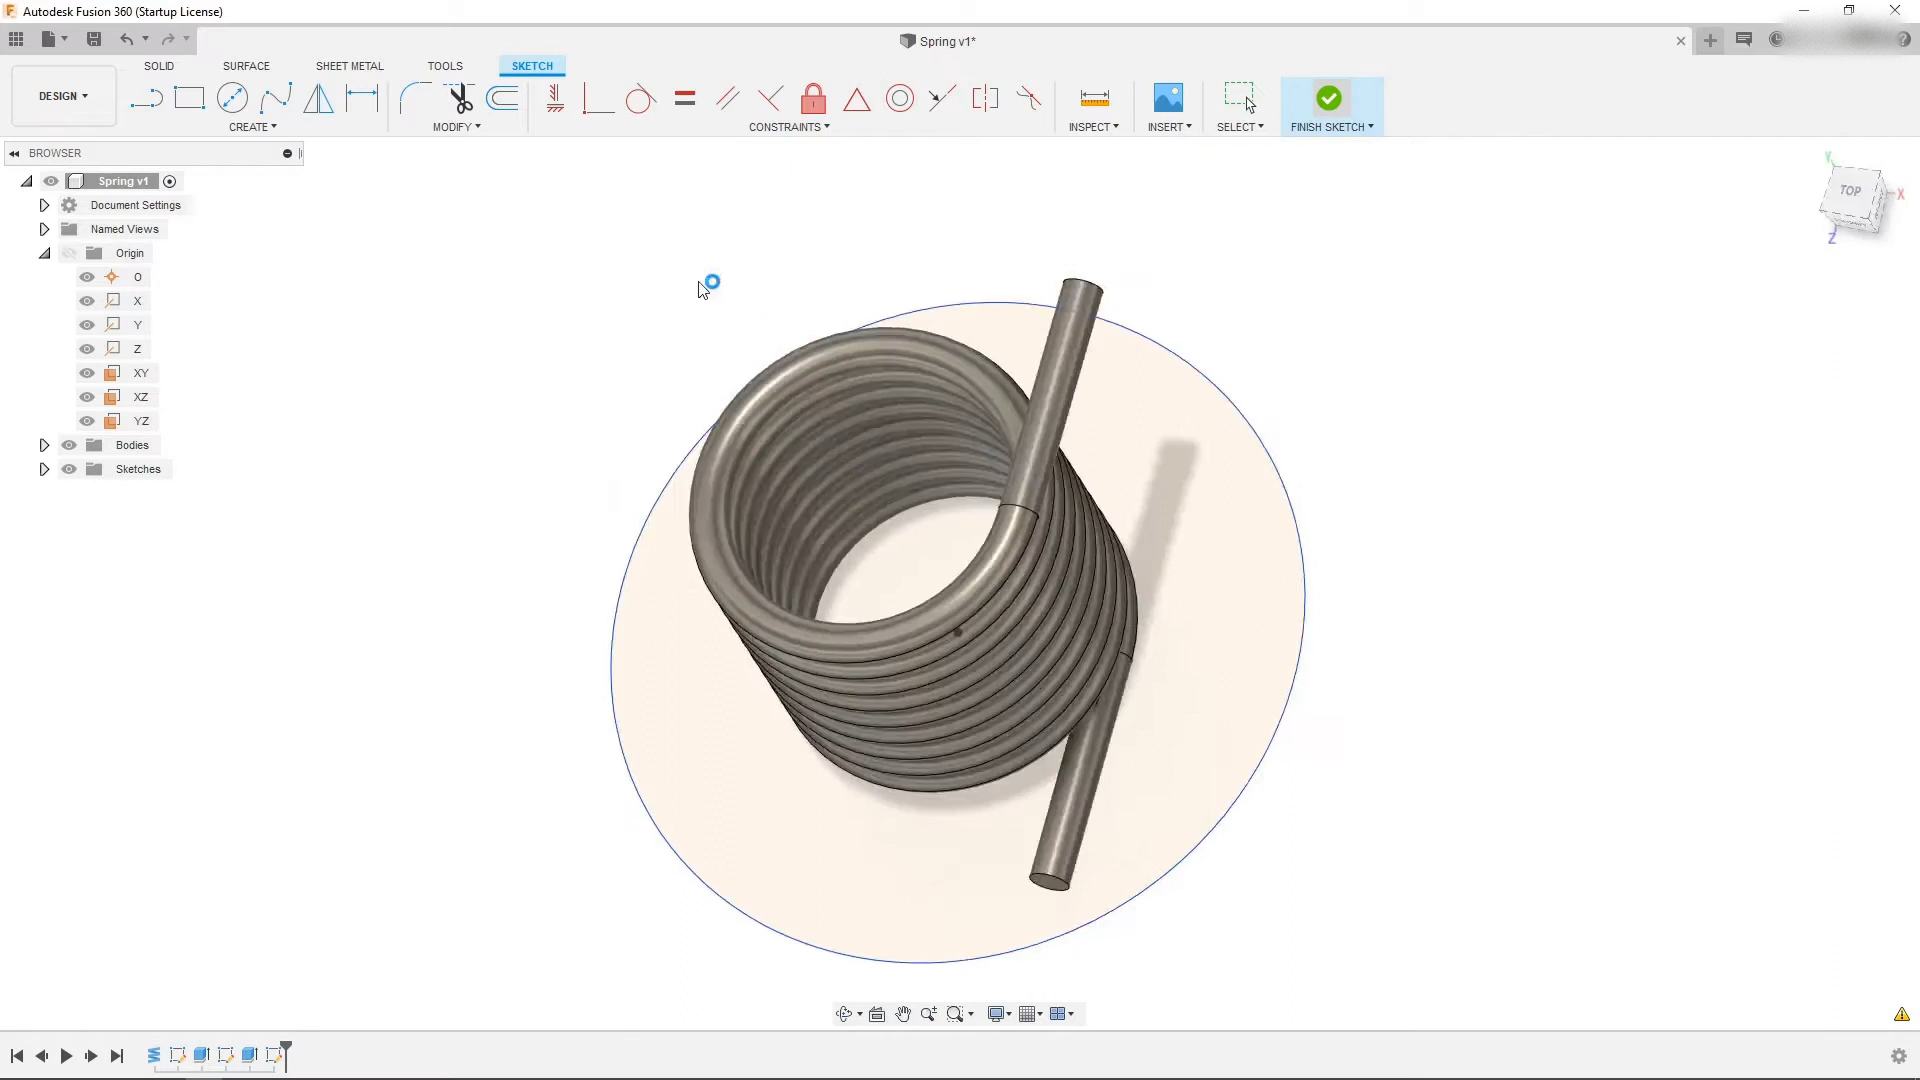 Autodesk Fusion 360 (Startup License)
Spring v1*
SOLID SURFACE SHEET METAL TOOLS SKETCH
DESIGN
CREATE MODIFY CONSTRAINTS INSPECT INSERT SELECT FINISH SKETCH
BROWSER
Spring v1
Document Settings
Named Views
Origin
O
X
Y
Z
XY
XZ
YZ
Bodies
Sketches
Y
TOP
X
Z